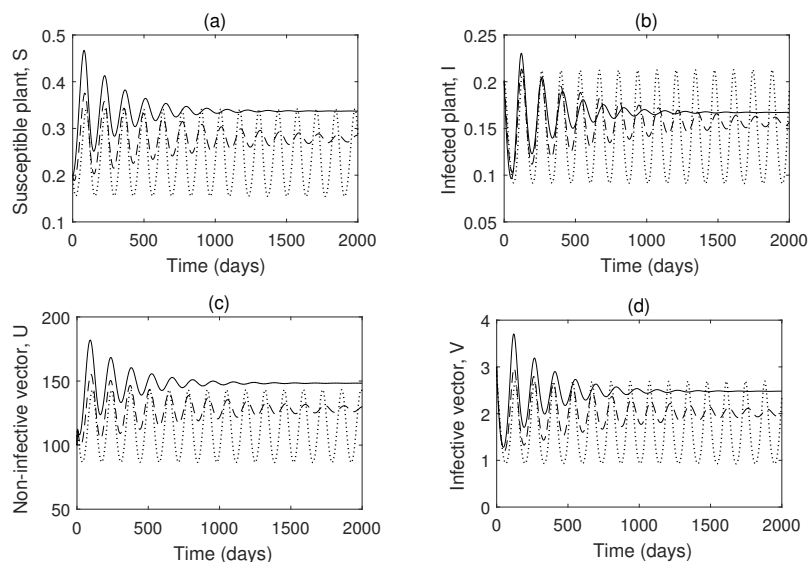 (a)
Susceptible plant, S
0.5
0.4
0.3
0.2
0.1
0 500 1000 1500 2000
Time (days)
(b)
Infected plant, I
0.25
0.2
0.15
0.1
0.05
0 500 1000 1500 2000
Time (days)
(c)
Non-infective vector, U
200
150
100
50
0 500 1000 1500 2000
Time (days)
(d)
Infective vector, V
4
3
2
1
0
0 500 1000 1500 2000
Time (days)